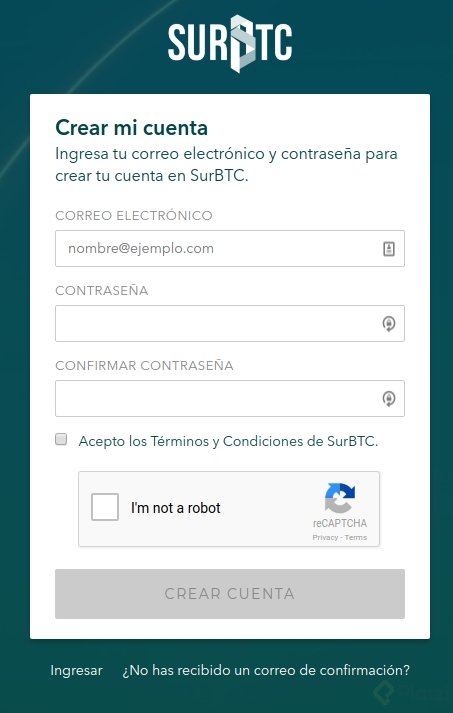 SURBTC
Crear mi cuenta
Ingresa tu correo electrónico y contraseña para
crear tu cuenta en SurBTC.
CORREO ELECTRÓNICO
nombre@ejemplo.com
CONTRASEÑA
CONFIRMAR CONTRASEÑA
Acepto los Términos y Condiciones de SurBTC.
I'm not a robot
reCAPTCHA
Privacy - Terms
CREAR CUENTA
Ingresar ¿No has recibido un correo de confirmación?